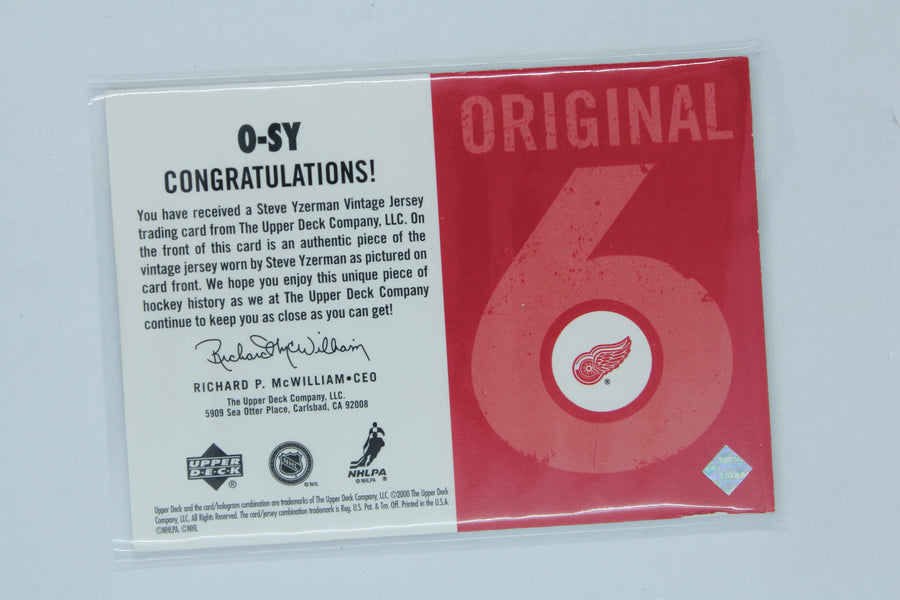 O-SY
CONGRATULATIONS!
You have received a Steve Yzerman Vintage Jersey
trading card from The Upper Deck Company, LLC. On
the front of this card is an authentic piece of the
vintage jersey worn by Steve Yzerman as pictured on
card front. We hope you enjoy this unique piece of
hockey history as we at The Upper Deck Company
continue to keep you as close as you can get!
Richard McWilliam
RICHARD P. McWILLIAM•CEO
The Upper Deck Company, LLC.
5909 Sea Otter Place, Carlsbad, CA 92008
UPPER
DECK
®
NHL
® © NHL
NHLPA
© NHLPA ®
Upper Deck and the card/hologram combination are trademarks of The Upper Deck Company, LLC. ©2000 The Upper Deck
Company, LLC. All Rights Reserved. The card/jersey combination trademark is Reg. U.S. Pat. & Tm. Off. Printed in the U.S.A.
©NHLPA ©NHL
ORIGINAL
6
®